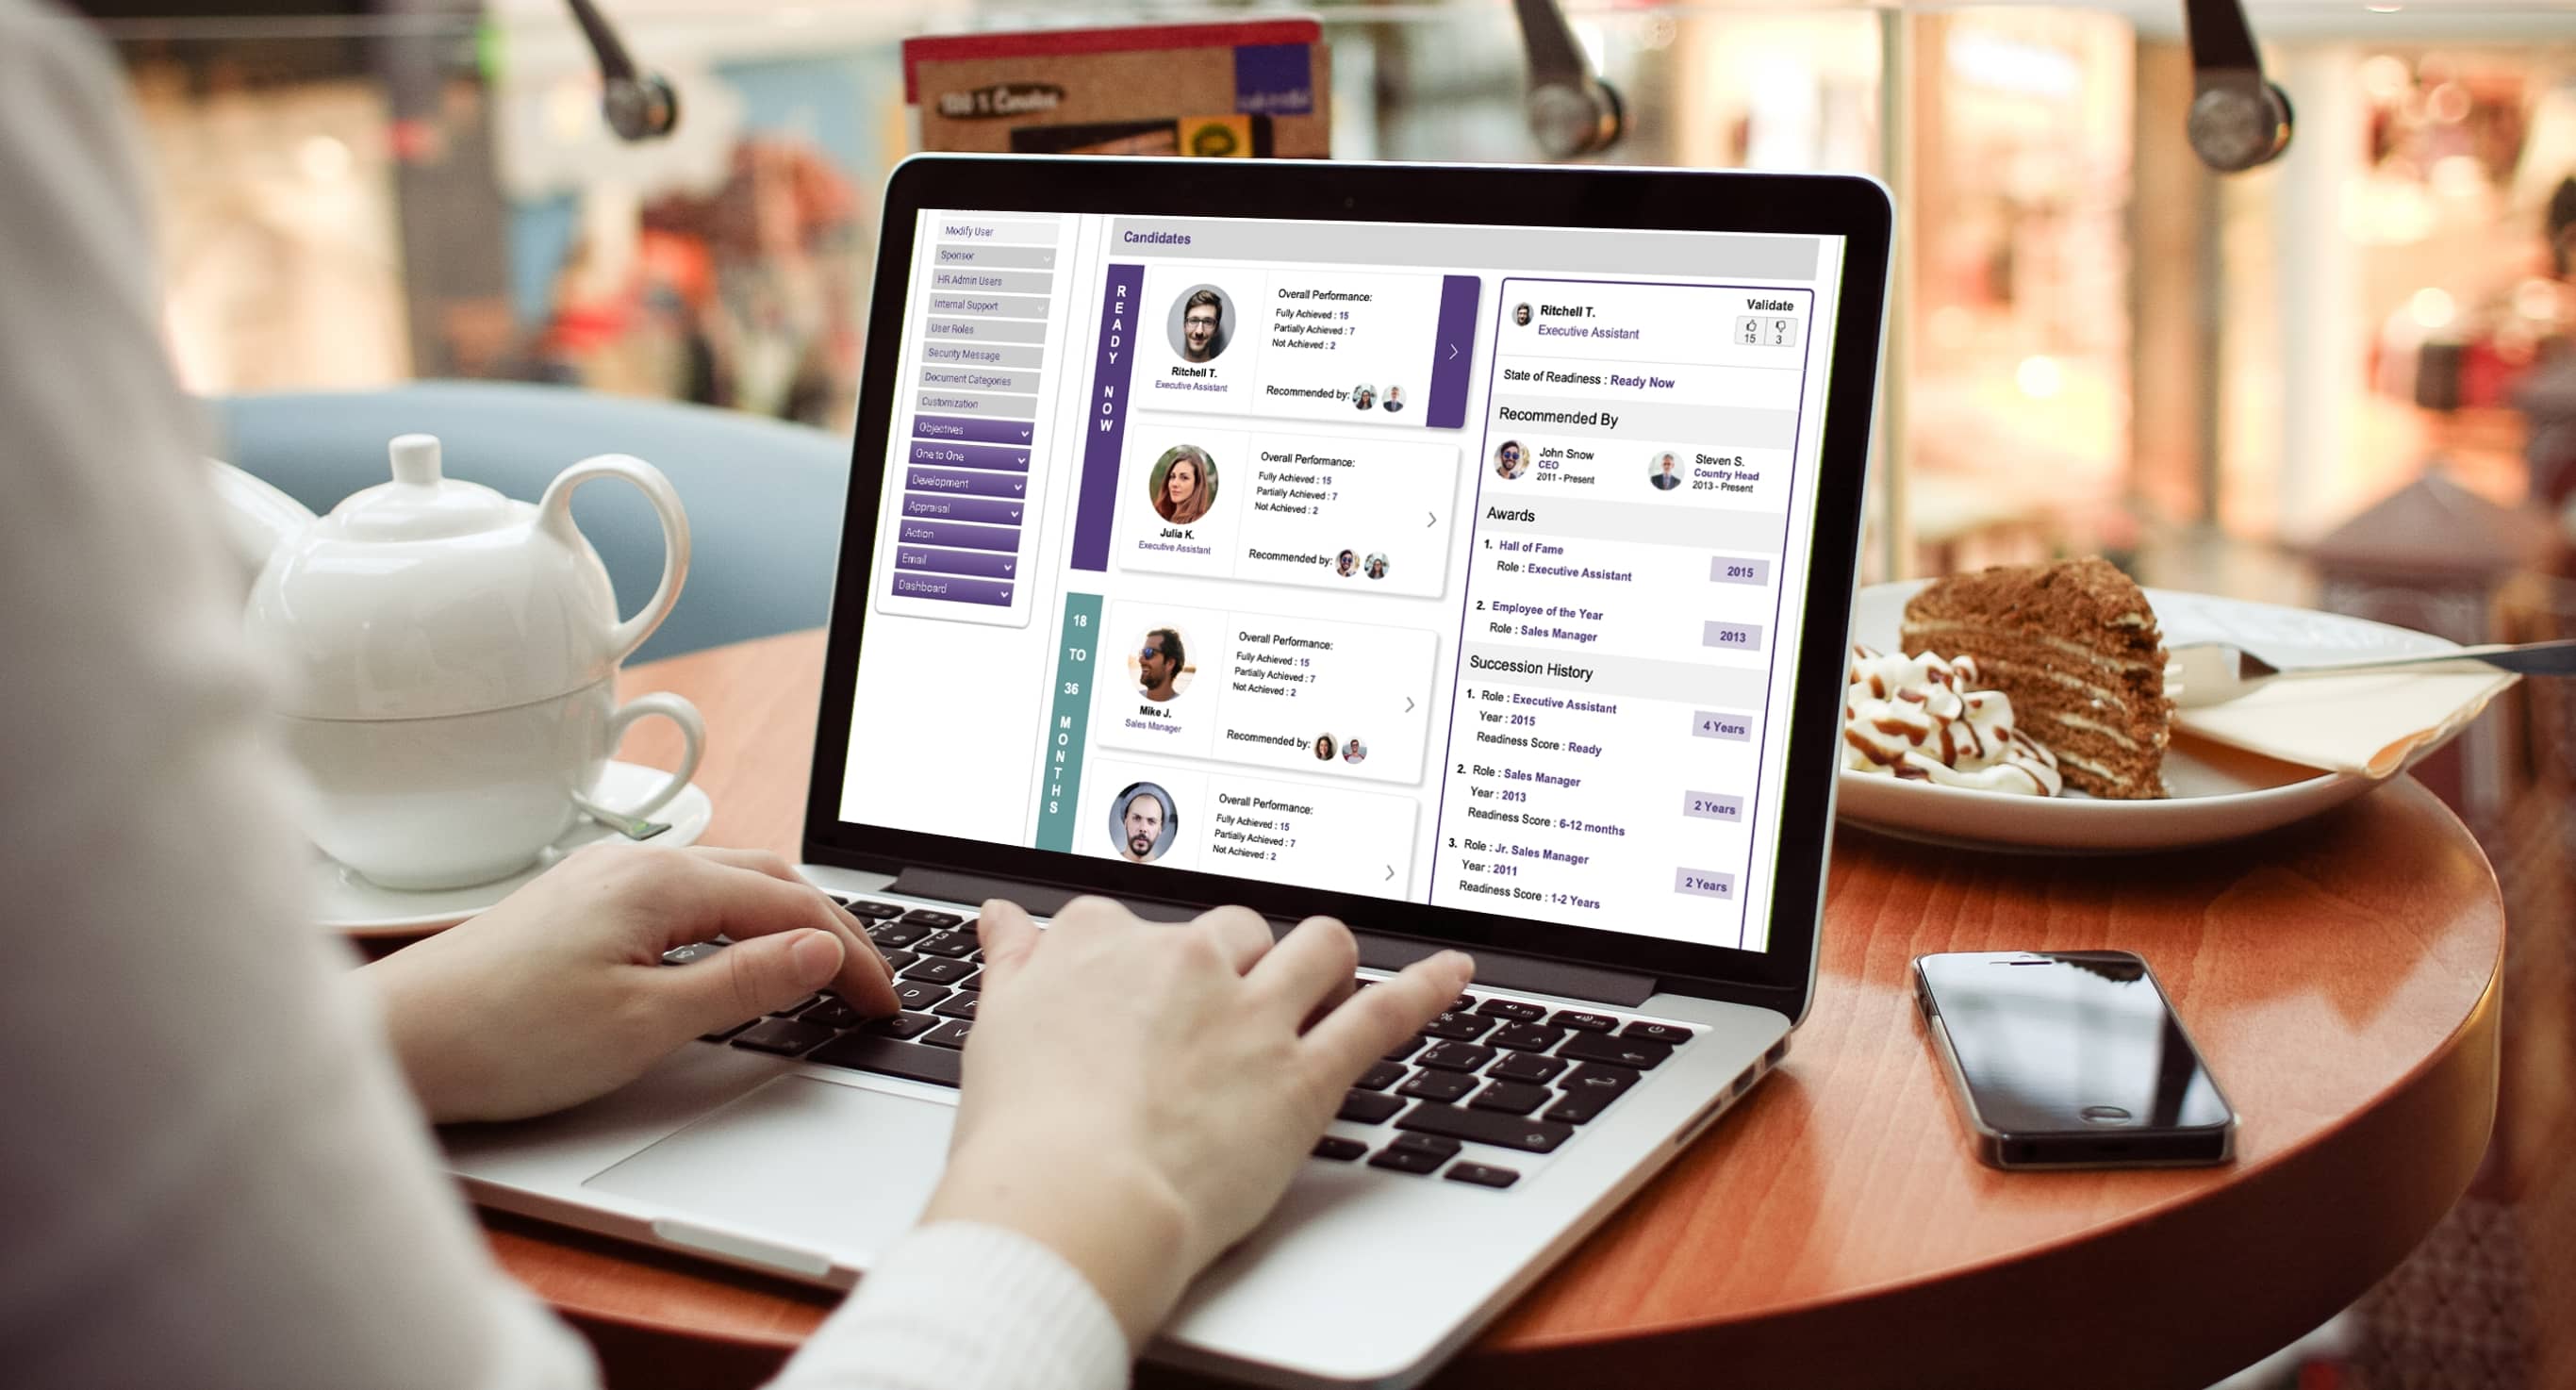 100 % Genuine
Modify User
Sponsor
HR Admin Users
Internal Support
User Roles
Security Message
Document Categories
Customization
Objectives
One to One
Development
Appraisal
Action
Email
Dashboard
Candidates
READY NOW
Overall Performance:
Fully Achieved : 15
Partially Achieved : 7
Not Achieved : 2
Ritchell T.
Executive Assistant
Recommended by:
Overall Performance:
Fully Achieved : 15
Partially Achieved : 7
Not Achieved : 2
Julia K.
Executive Assistant
Recommended by:
18 TO 36 MONTHS
Overall Performance:
Fully Achieved : 15
Partially Achieved : 7
Not Achieved : 2
Mike J.
Sales Manager
Recommended by:
Overall Performance:
Fully Achieved : 15
Partially Achieved : 7
Not Achieved : 2
Ritchell T.
Executive Assistant
Validate
15 3
State of Readiness : Ready Now
Recommended By
John Snow
CEO
2011 - Present
Steven S.
Country Head
2013 - Present
Awards
1. Hall of Fame
Role : Executive Assistant
2015
2. Employee of the Year
Role : Sales Manager
2013
Succession History
1. Role : Executive Assistant
Year : 2015
Readiness Score : Ready
4 Years
2. Role : Sales Manager
Year : 2013
Readiness Score : 6-12 months
2 Years
3. Role : Jr. Sales Manager
Year : 2011
Readiness Score : 1-2 Years
2 Years
E
D
F
X
C
V